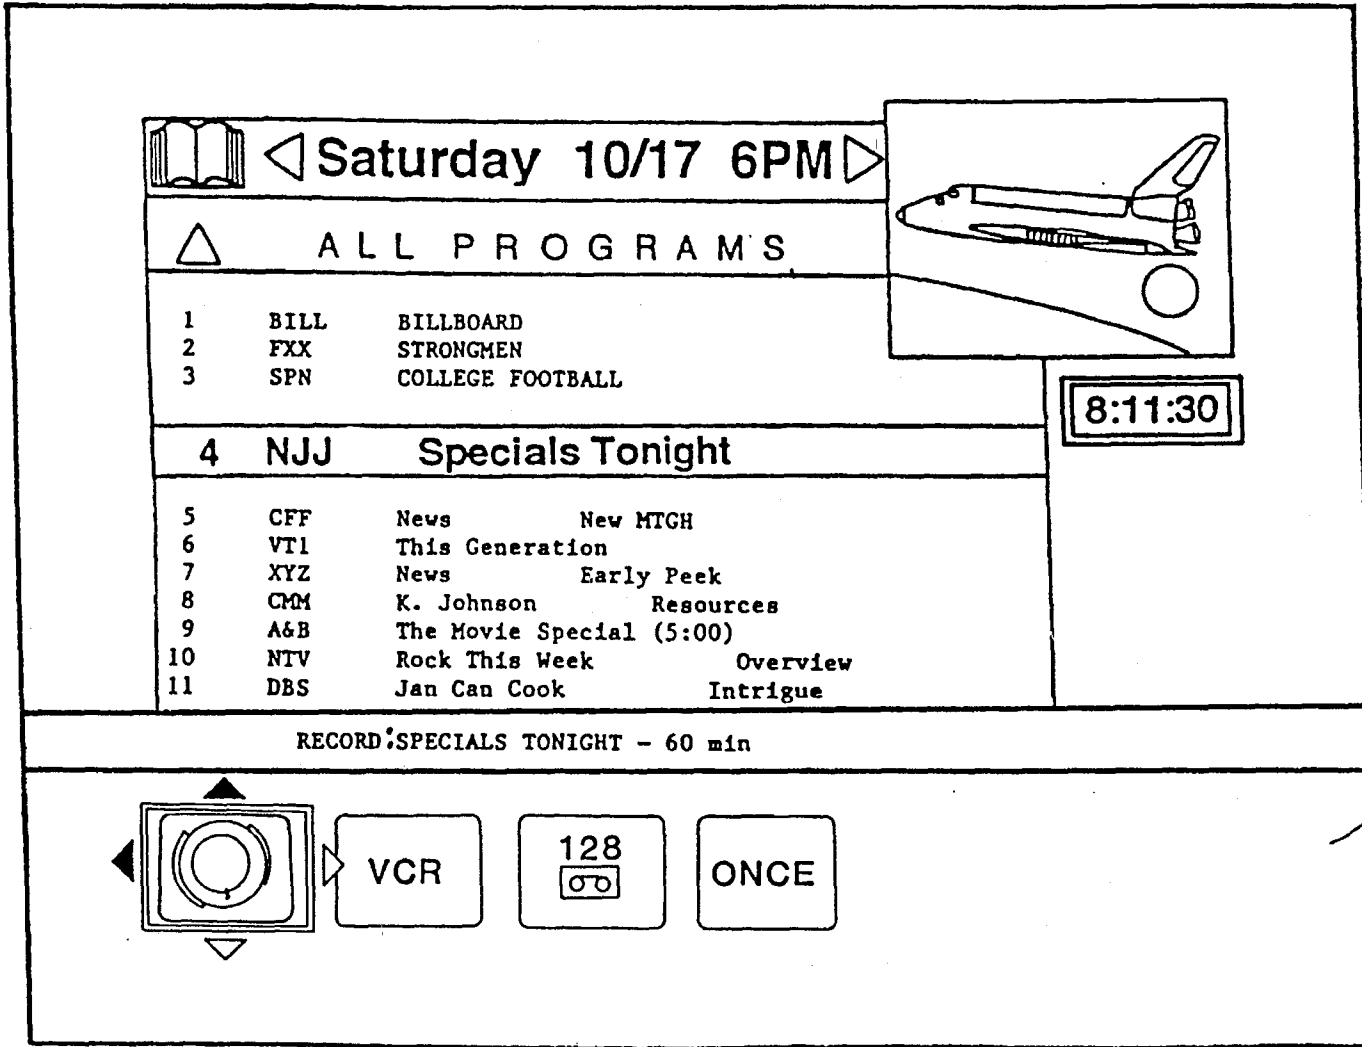 Saturday 10/17 6PM
ALL PROGRAMS
1 BILL BILLBOARD
2 FXX STRONGMEN
3 SPN COLLEGE FOOTBALL
8:11:30
4 NJJ Specials Tonight
5 CFF News New MTGH
6 VT1 This Generation
7 XYZ News Early Peek
8 CMM K. Johnson Resources
9 A&B The Movie Special (5:00)
10 NTV Rock This Week Overview
11 DBS Jan Can Cook Intrigue
RECORD:SPECIALS TONIGHT - 60 min
VCR 128 ONCE